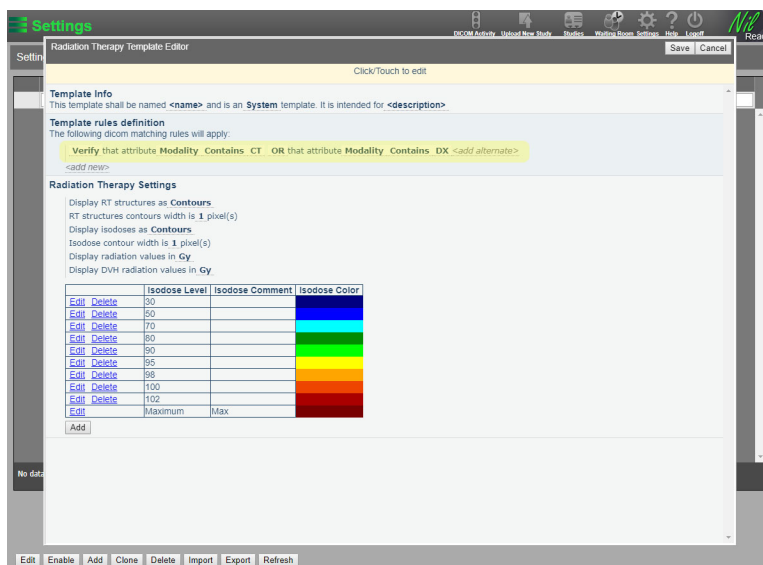 Settings
DICOM Activity Upload New Study Studies Waiting Room Settings Help Logoff
Nil
Read
Settin
Radiation Therapy Template Editor
Save Cancel
Click/Touch to edit
Template Info
This template shall be named <name> and is an System template. It is intended for <description>
Template rules definition
The following dicom matching rules will apply:
Verify that attribute Modality Contains CT OR that attribute Modality Contains DX <add alternate>
<add new>
Radiation Therapy Settings
Display RT structures as Contours
RT structures contours width is 1 pixel(s)
Display isodoses as Contours
Isodose contour width is 1 pixel(s)
Display radiation values in Gy
Display DVH radiation values in Gy
Isodose Level Isodose Comment Isodose Color
Edit Delete 30
Edit Delete 50
Edit Delete 70
Edit Delete 80
Edit Delete 90
Edit Delete 95
Edit Delete 98
Edit Delete 100
Edit Delete 102
Edit Maximum Max
Add
No data
Edit Enable Add Clone Delete Import Export Refresh